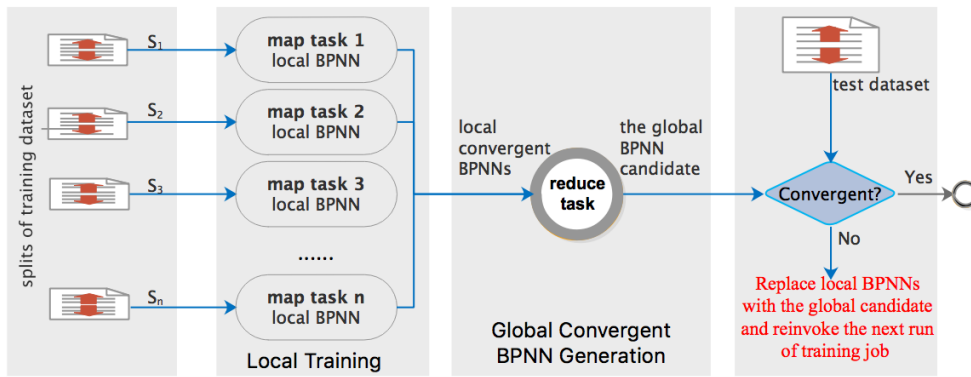 splits of training dataset
S1
S2
S3
Sn
map task 1
local BPNN
map task 2
local BPNN
map task 3
local BPNN
......
map task n
local BPNN
Local Training
local
convergent
BPNNs
reduce
task
the global
BPNN
candidate
Global Convergent
BPNN Generation
test dataset
Convergent?
Yes
No
Replace local BPNNs
with the global candidate
and reinvoke the next run
of training job